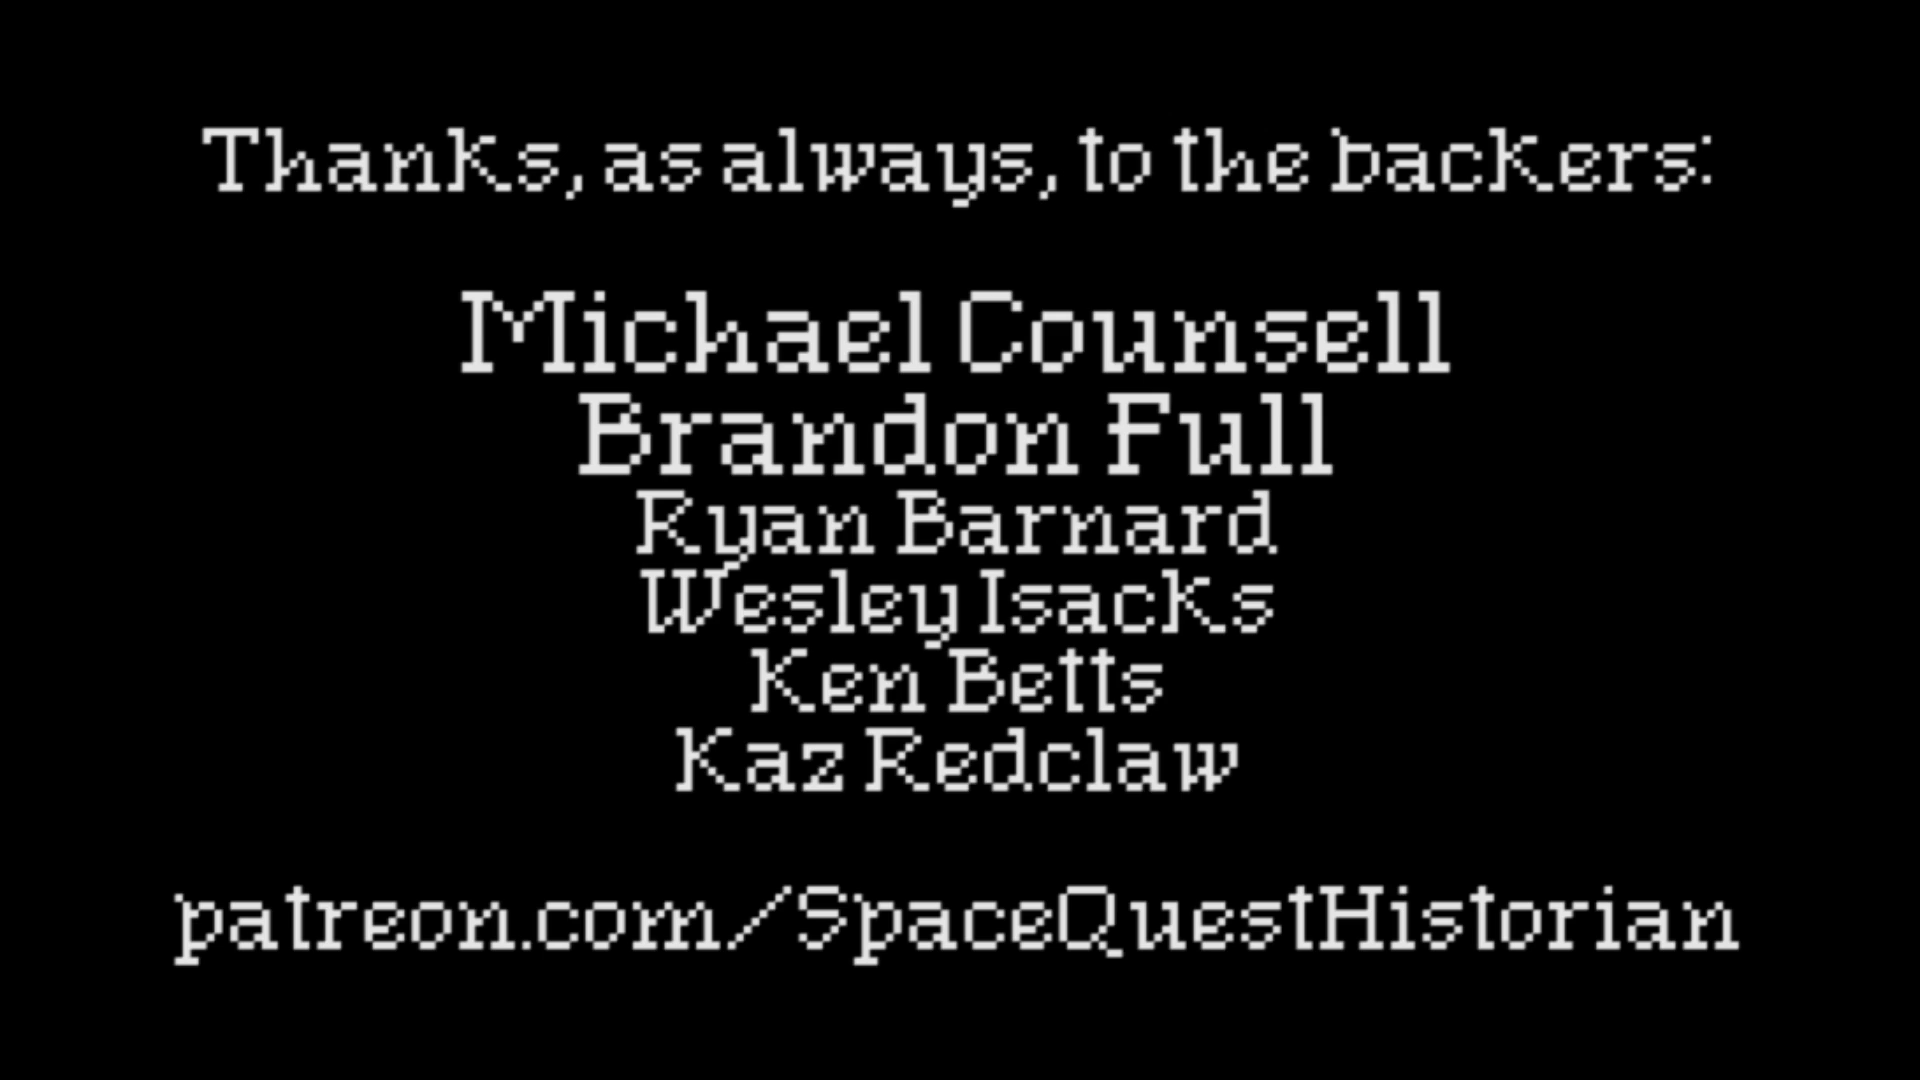 Thanks, as always, to the backers:
Michael Counsell
Brandon Full
Ryan Barnard
Wesley Isacks
Ken Betts
Kaz Redclaw
patreon.com/SpaceQuestHistorian